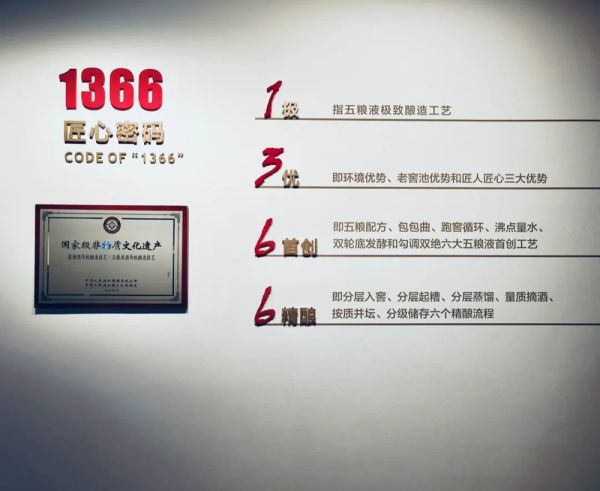 1366
匠心密码
CODE OF "1366"
国家级非物质文化遗产
1极
指五粮液极致酿造工艺
3优
即环境优势、老窖池优势和匠人匠心三大优势
6首创
即五粮配方、包包曲、跑窖循环、沸点量水、
双轮底发酵和勾调双绝六大五粮液首创工艺
6精酿
即分层入窖、分层起糟、分层蒸馏、量质摘酒、
按质并坛、分级储存六个精酿流程